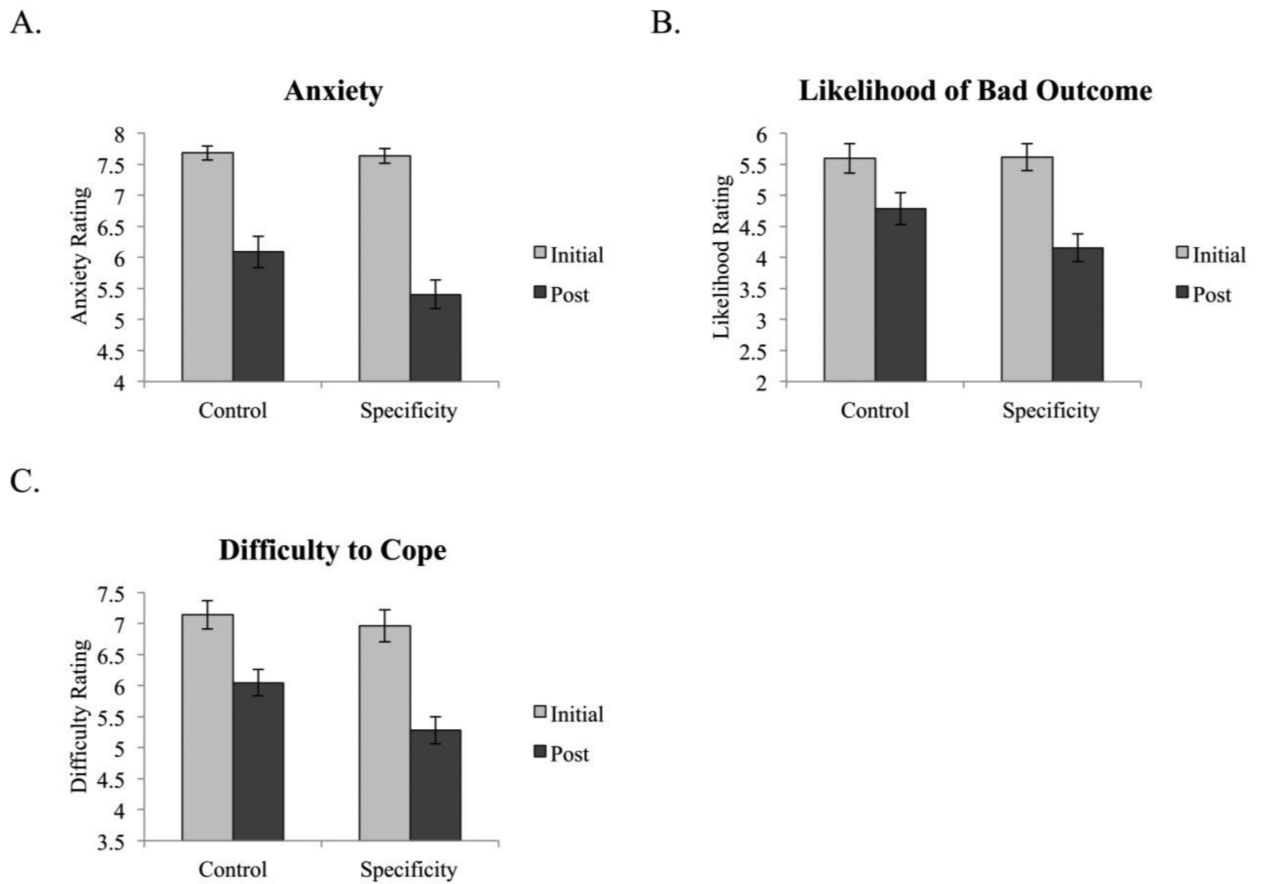 A.
Anxiety
8
7.5
7
6.5
6
5.5
5
4.5
4
Anxiety Rating
Control
Specificity
Initial
Post
B.
Likelihood of Bad Outcome
6
5.5
5
4.5
4
3.5
3
2.5
2
Likelihood Rating
Control
Specificity
Initial
Post
C.
Difficulty to Cope
7.5
7
6.5
6
5.5
5
4.5
4
3.5
Difficulty Rating
Control
Specificity
Initial
Post